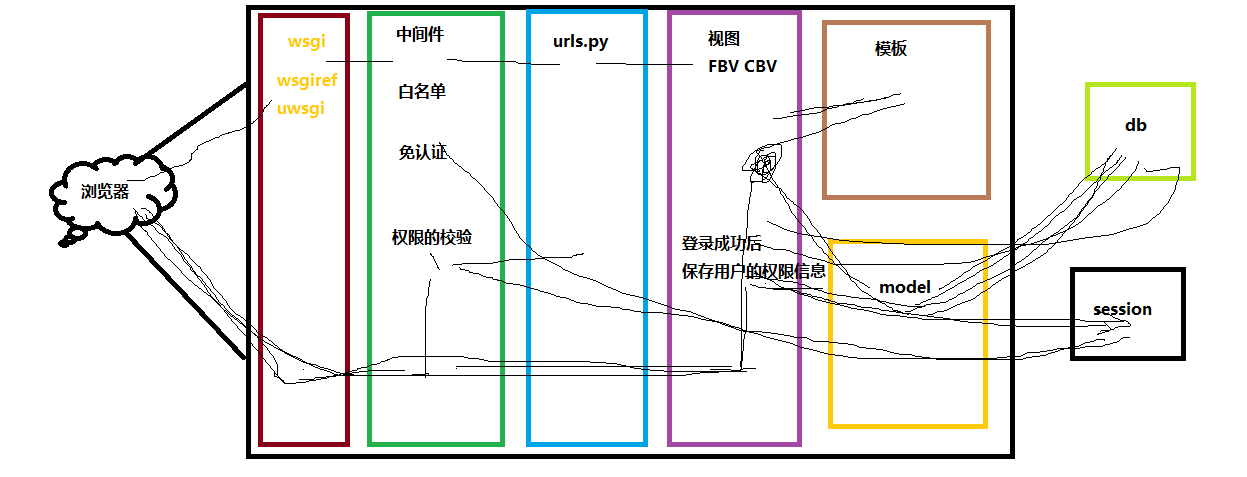 wsgi
wsgiref
uwsgi
中间件
白名单
免认证
权限的校验
urls.py
视图
FBV CBV
登录成功后
保存用户的权限信息
模板
model
db
session
浏览器